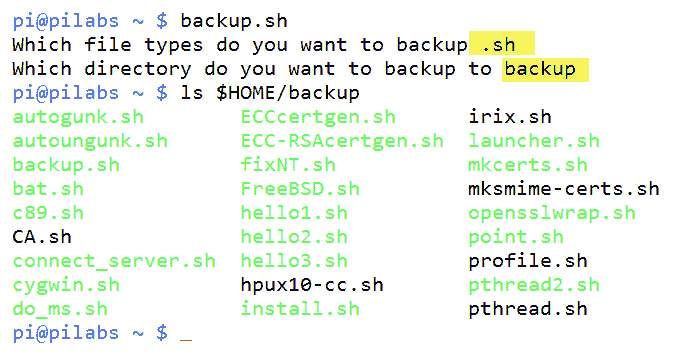 pi@pilabs ~ $ backup.sh
Which file types do you want to backup .sh
Which directory do you want to backup to backup
pi@pilabs ~ $ ls $HOME/backup
autogunk.sh ECCcertgen.sh irix.sh
autoungunk.sh ECC-RSAcertgen.sh launcher.sh
backup.sh fixNT.sh mkcerts.sh
bat.sh FreeBSD.sh mksmime-certs.sh
c89.sh hello1.sh opensslwrap.sh
CA.sh hello2.sh point.sh
connect_server.sh hello3.sh profile.sh
cygwin.sh hpux10-cc.sh pthread2.sh
do_ms.sh install.sh pthread.sh
pi@pilabs ~ $ _